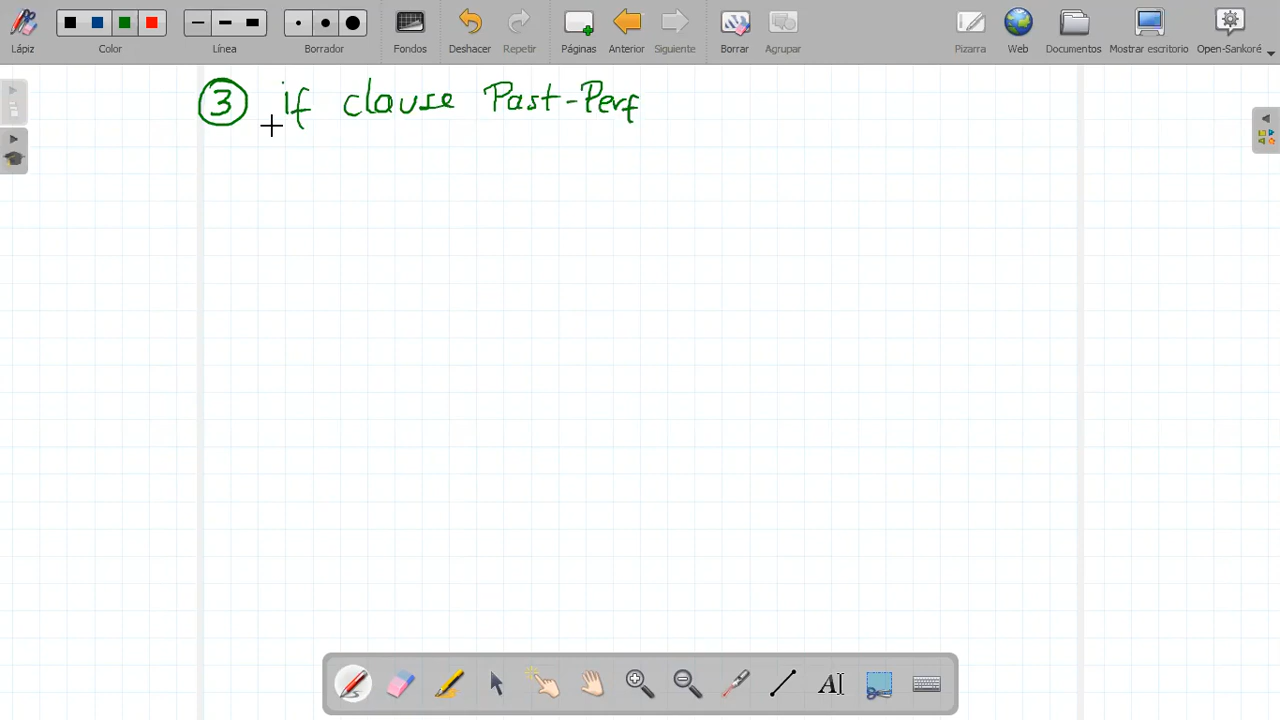 Lápiz Color Línea Borrador Fondos Deshacer Repetir Páginas Anterior Siguiente Borrar Agrupar Pizarra Web Documentos Mostrar escritorio Open-Sankoré
③ if clause Past-Perf
AI